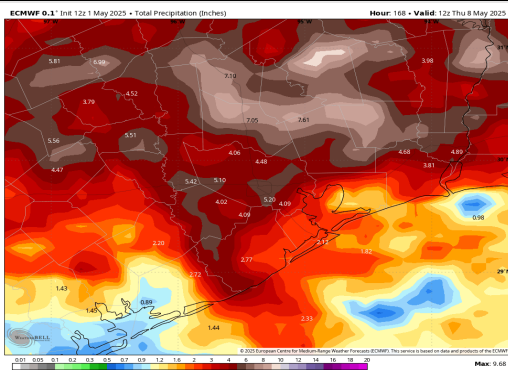 ECMWF 0.1° Init 12z 1 May 2025 • Total Precipitation (Inches) Hour: 168 • Valid: 12z Thu 8 May 2025
5.81 6.99 3.98
7.10
3.79 4.52
7.05 7.61
5.56 5.51
4.06 4.68 4.89
4.48 3.81
4.47
5.42 5.10
4.02 5.20 4.09
4.09 0.98
2.20 2.13
2.77
2.72 29°N
1.43 0.89
1.45
1.44 2.33
WeatherBELL
© 2025 European Centre for Medium-Range Weather Forecasts (ECMWF). This service is based on data and products of the ECMWF
0.01 0.05 0.1 0.2 0.3 0.5 0.7 0.9 1.2 1.6 2 3 4 6 8 10 12 14 16 18 20
Max: 9.68